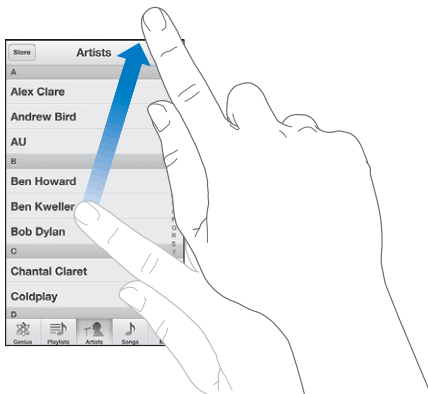 Store
Artists
A
Alex Clare
Andrew Bird
AU
B
Ben Howard
Ben Kweller
Bob Dylan
Q
R
S
T
C
Chantal Claret
Coldplay
D
Genius Playlists Artists Songs